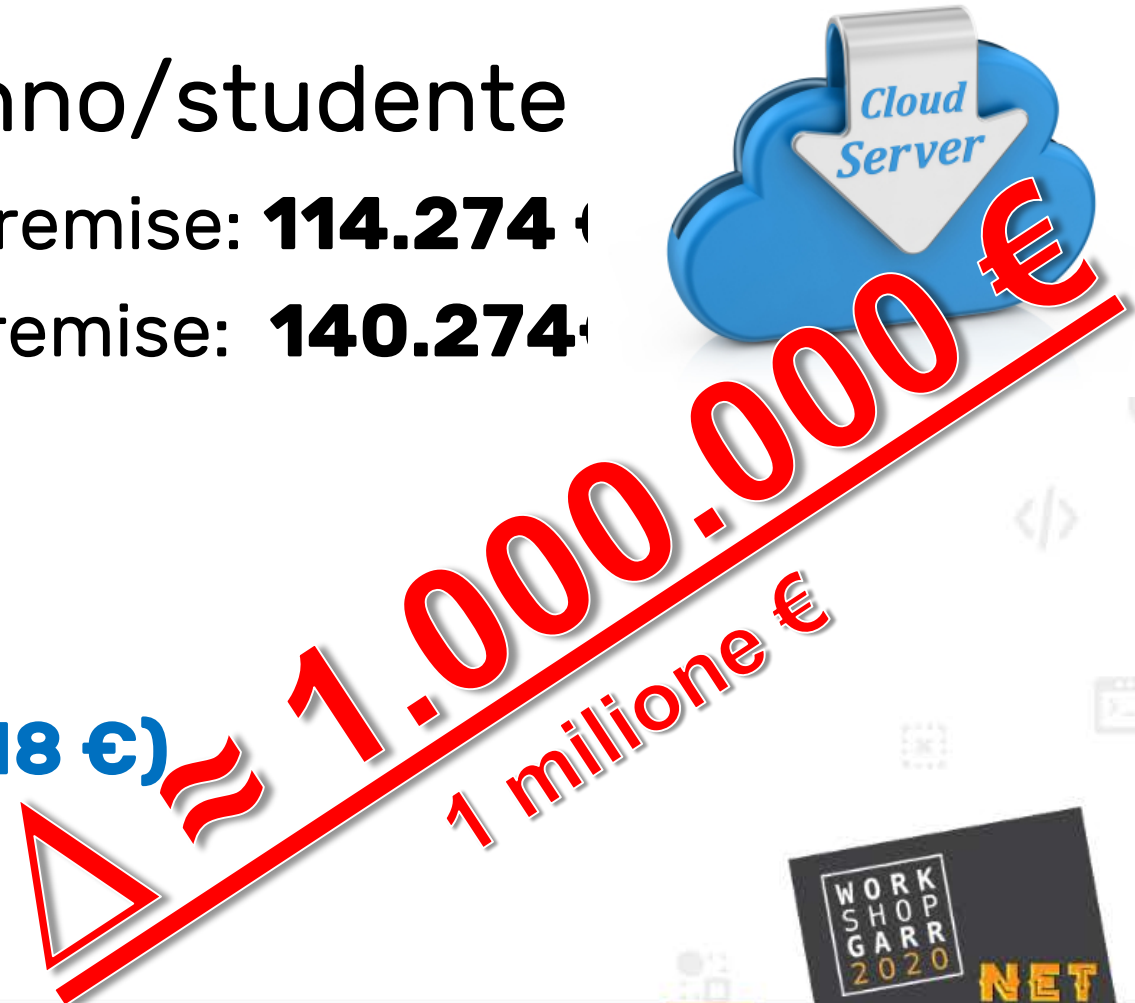 nno/studente
Cloud
Server
remise: 114.274 €
remise: 140.274€
18 €)
Δ ≈ 1.000.000 €
1 milione €
WORK
SHOP
GARR
2020
NET